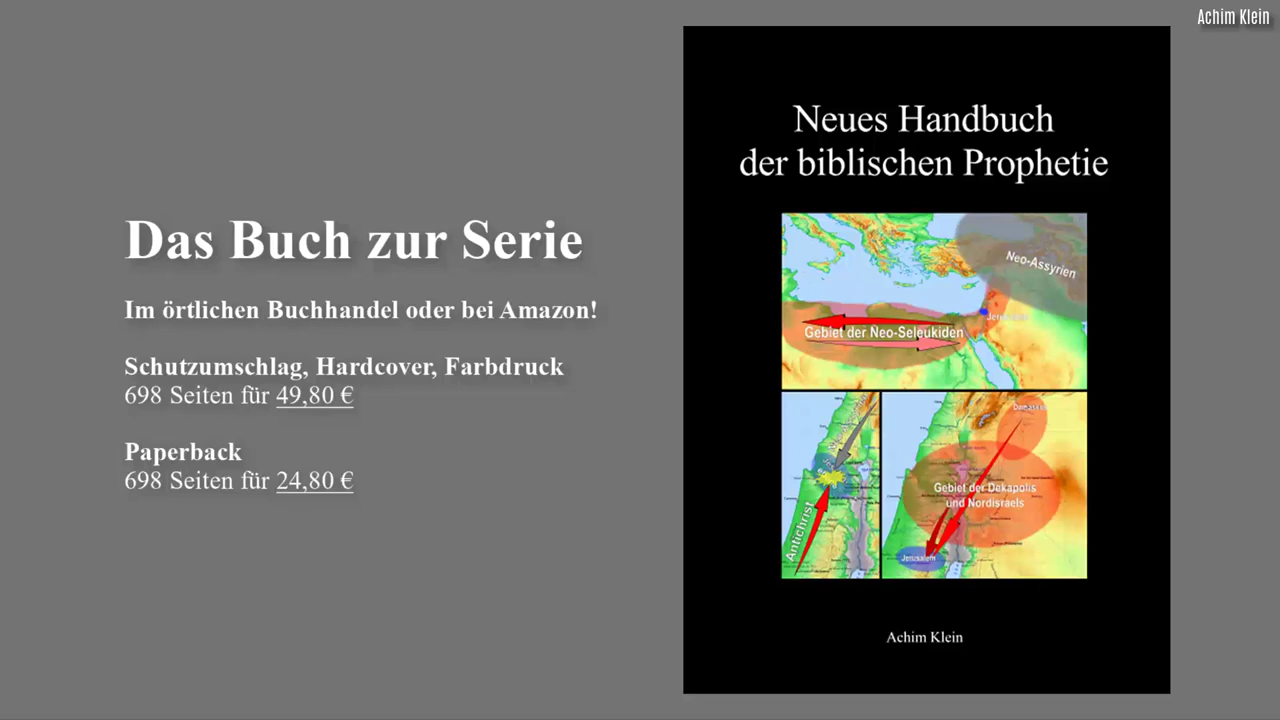 Achim Klein
Das Buch zur Serie
Im örtlichen Buchhandel oder bei Amazon!
Schutzumschlag, Hardcover, Farbdruck
698 Seiten für 49,80 €
Paperback
698 Seiten für 24,80 €
Neues Handbuch
der biblischen Prophetie
Neo-Assyrien
Jerusalem
Gebiet der Neo-Seleukiden
Antichrist
Damaskus
Gebiet der Dekapolis
und Nordisraels
Jerusalem
Achim Klein